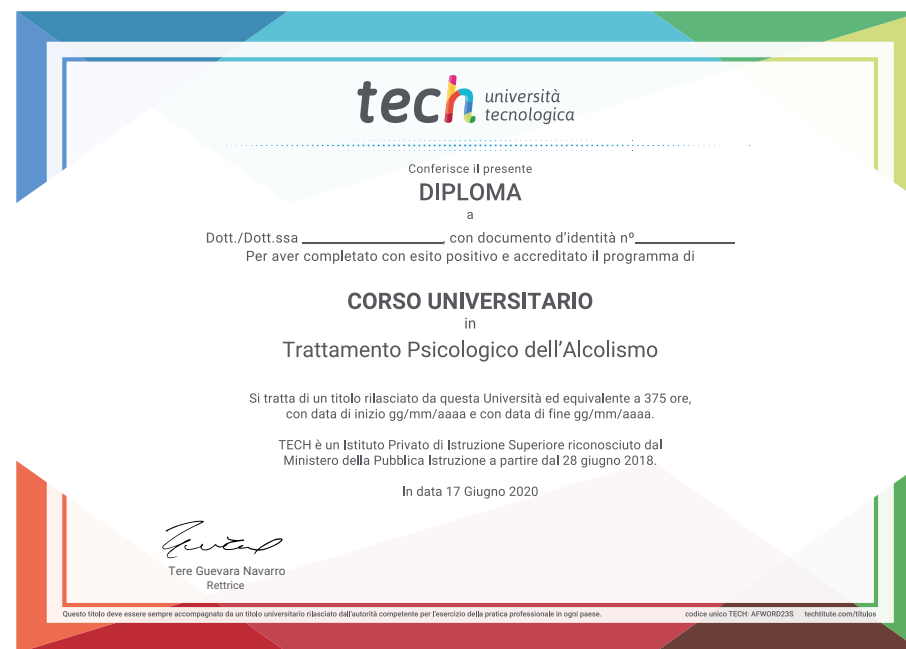 tech università
tecnologica
Conferisce il presente
DIPLOMA
a
Dott./Dott.ssa ____________________, con documento d'identità nº______________
Per aver completato con esito positivo e accreditato il programma di
CORSO UNIVERSITARIO
in
Trattamento Psicologico dell'Alcolismo
Si tratta di un titolo rilasciato da questa Università ed equivalente a 375 ore,
con data di inizio gg/mm/aaaa e con data di fine gg/mm/aaaa.
TECH è un Istituto Privato di Istruzione Superiore riconosciuto dal
Ministero della Pubblica Istruzione a partire dal 28 giugno 2018.
In data 17 Giugno 2020
Tere Guevara Navarro
Rettrice
Questo titolo deve essere sempre accompagnato da un titolo universitario rilasciato dall'autorità competente per l'esercizio della pratica professionale in ogni paese. codice unico TECH: AFWORD23S techtitute.com/títulos